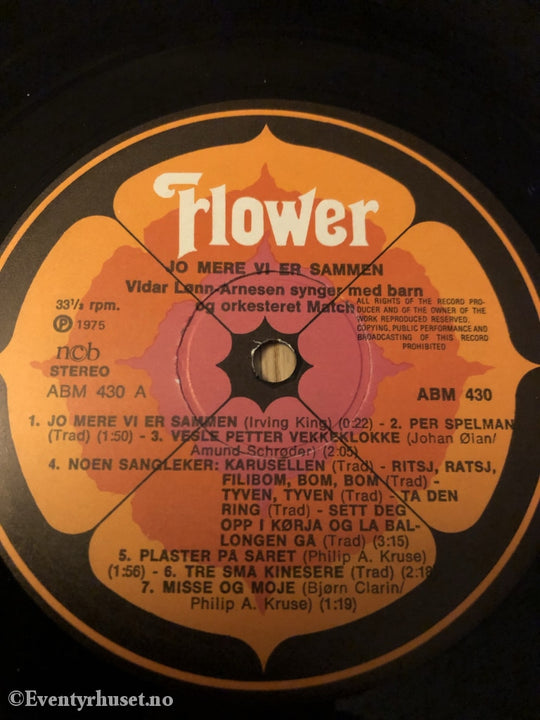 Flower
JO MERE VI ER SAMMEN
Vidar Lønn-Arnesen synger med barn
og orkesteret Match
33⅓ rpm.
Ⓟ 1975
ncb
STEREO
ABM 430 A
ALL RIGHTS OF THE RECORD PRO-
DUCER AND OF THE OWNER OF THE
WORK REPRODUCED RESERVED.
COPYING, PUBLIC PERFORMANCE AND
BROADCASTING OF THIS RECORD
PROHIBITED
ABM 430
1. JO MERE VI ER SAMMEN (Irving King) (0:22) - 2. PER SPELMAN
(Trad) (1:50) - 3. VESLE PETTER VEKKEKLOKKE (Johan Øian/
Amund Schrøder) (2:05)
4. NOEN SANGLEKER: KARUSELLEN (Trad) - RITSJ, RATSJ,
FILIBOM, BOM, BOM (Trad) -
TYVEN, TYVEN (Trad) - TA DEN
RING (Trad) - SETT DEG
OPP I KØRJA OG LA BAL-
LONGEN GA (Trad) (3:15)
5. PLASTER PÅ SARET (Philip A. Kruse)
(1:56) - 6. TRE SMA KINESERE (Trad) (2:18)
7. MISSE OG MOJE (Bjørn Clarin/
Philip A. Kruse) (1:19)
©Eventyrhuset.no